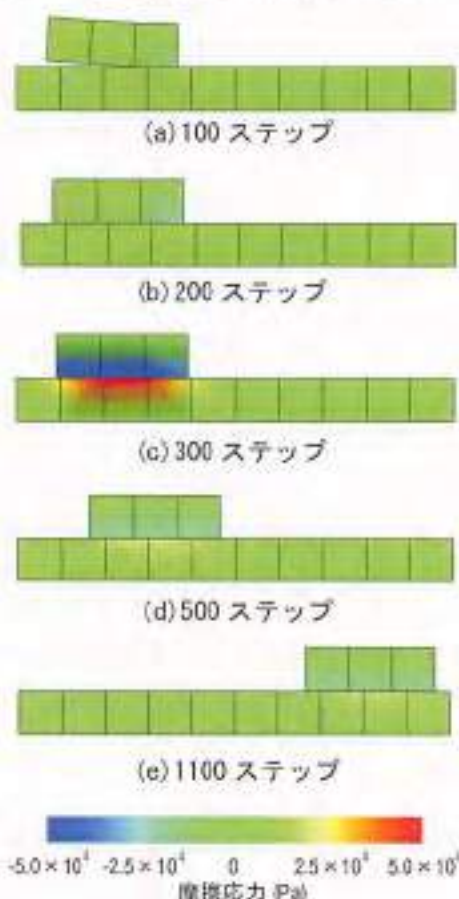 (a)100 ステップ
(b)200 ステップ
(c)300 ステップ
(d)500 ステップ
(e)1100 ステップ
-5.0×10⁴ -2.5×10⁴ 0 2.5×10⁴ 5.0×10⁴
摩擦応力 (Pa)